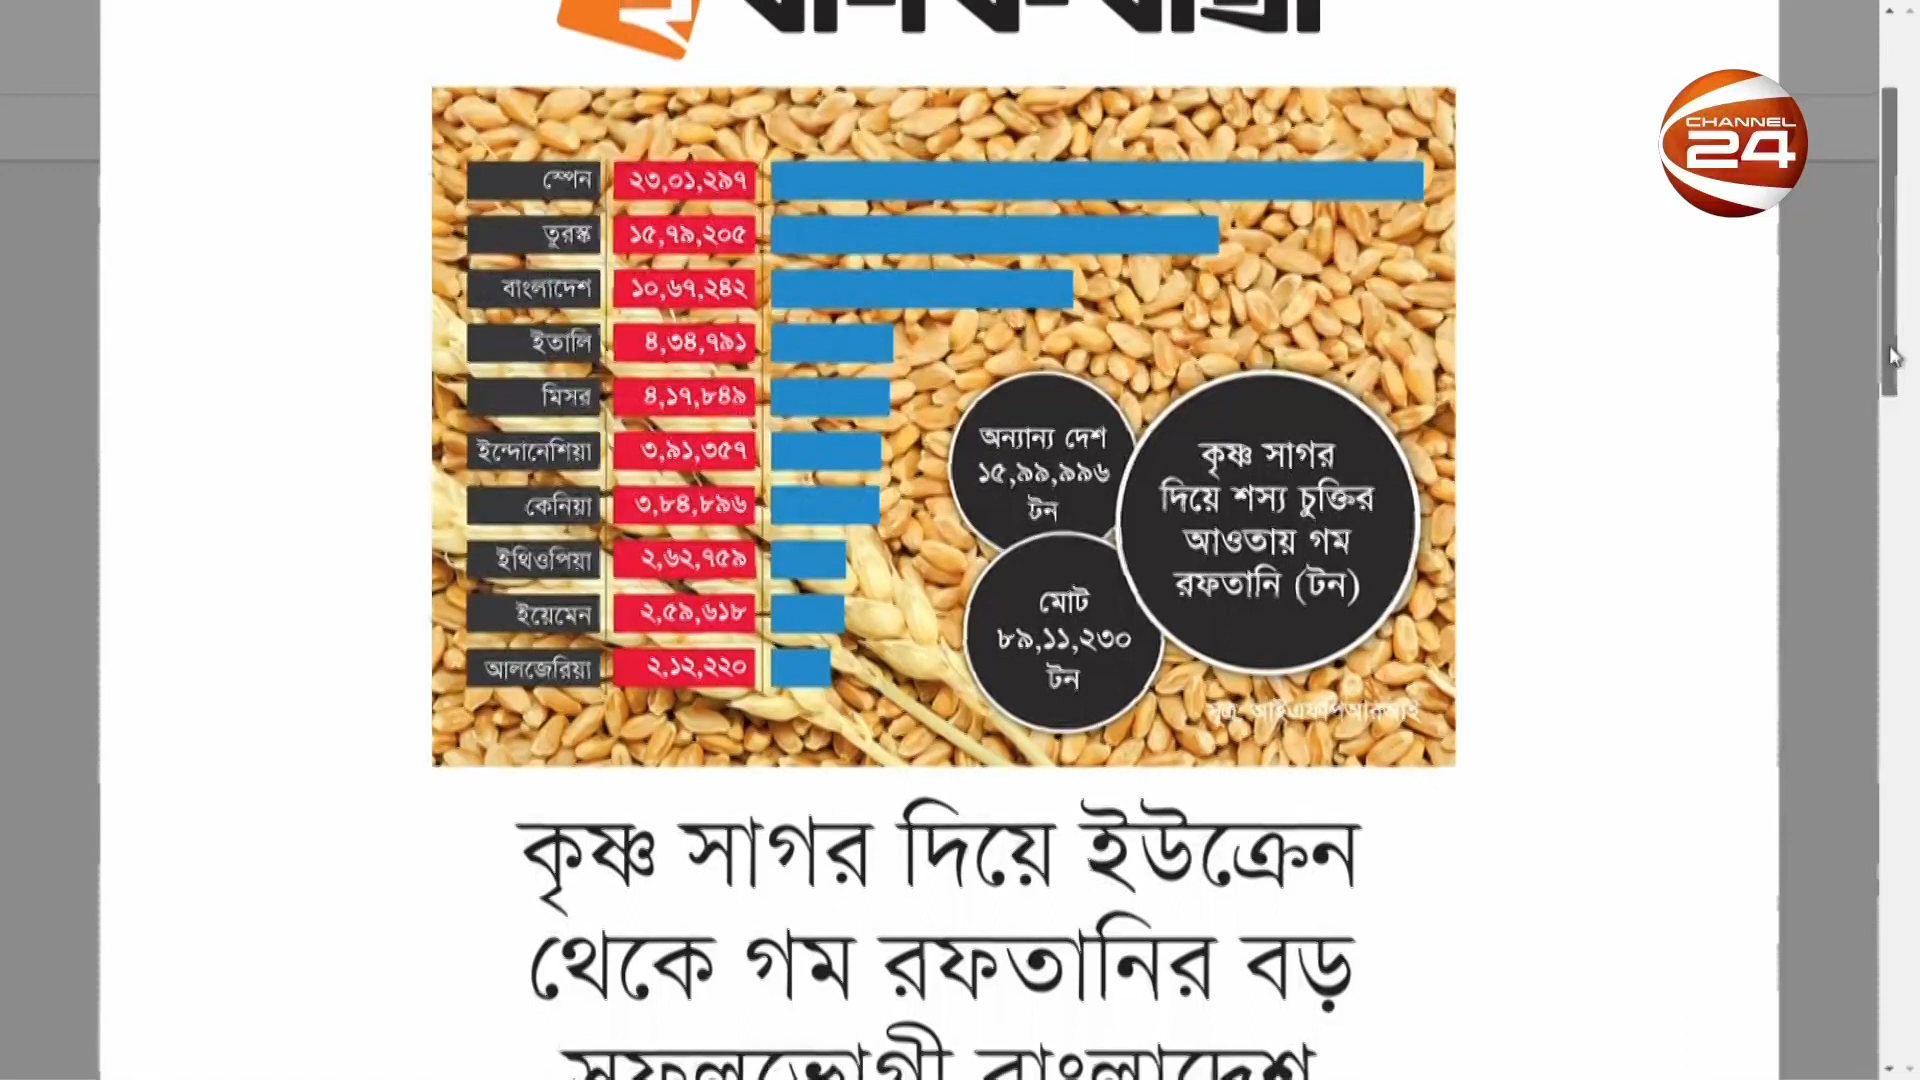 CHANNEL
24
স্পেন ২৩,০১,২৯৭
তুরস্ক ১৫,৭৯,২০৫
বাংলাদেশ ১০,৬৭,২৪২
ইতালি ৪,৩৪,৭৯১
মিসর ৪,১৭,৮৪৯
ইন্দোনেশিয়া ৩,৯১,৩৫৭
কেনিয়া ৩,৮৪,৮৯৬
ইথিওপিয়া ২,৬২,৭৫৯
ইয়েমেন ২,৫৯,৬১৮
আলজেরিয়া ২,১২,২২০
অন্যান্য দেশ
১৫,৯৯,৯৯৬
টন
মোট
৮৯,১১,২৩০
টন
কৃষ্ণ সাগর
দিয়ে শস্য চুক্তির
আওতায় গম
রফতানি (টন)
সূত্র: আইএফপিআরআই
কৃষ্ণ সাগর দিয়ে ইউক্রেন
থেকে গম রফতানির বড়
সুফলভোগী বাংলাদেশ